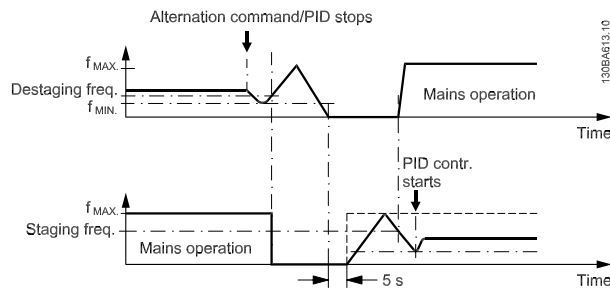 Alternation command/PID stops
130BA613.10
fMAX.
Destaging freq.
fMIN.
Mains operation
Time
PID contr.
starts
fMAX.
Staging freq.
Mains operation
5 s
Time